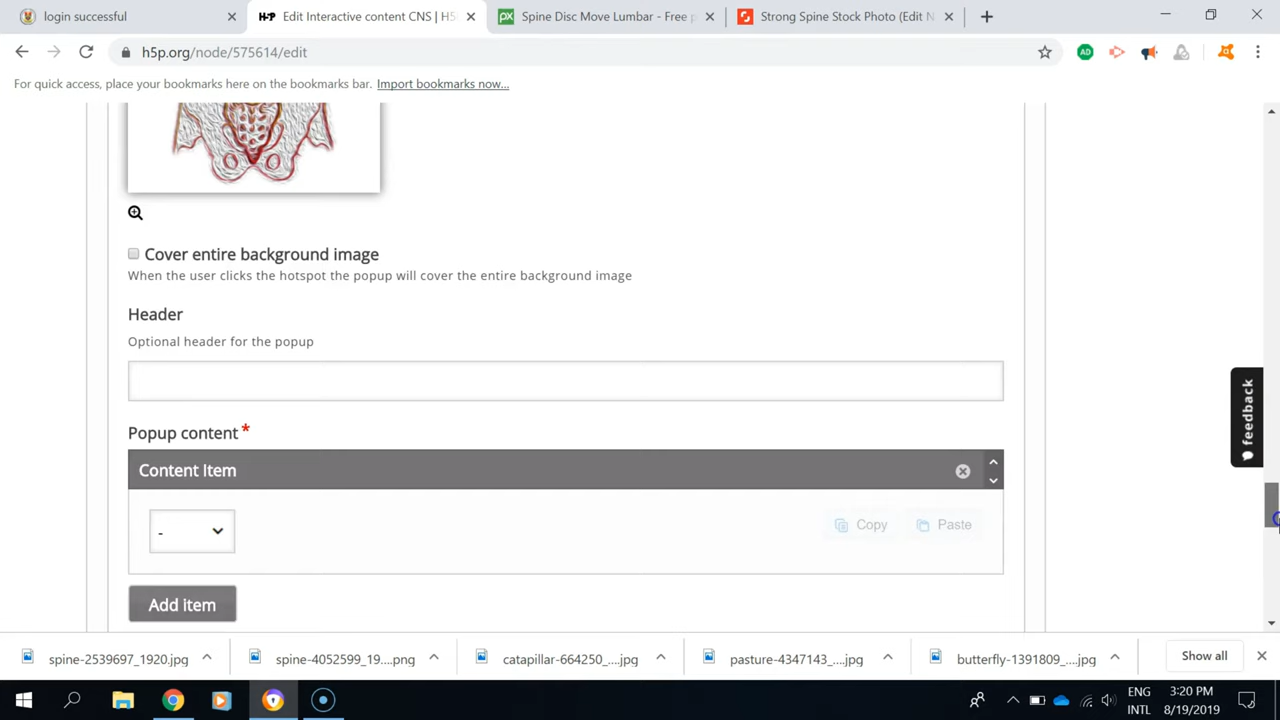 login successful
H-P Edit Interactive content CNS | H5
Spine Disc Move Lumbar - Free p
Strong Spine Stock Photo (Edit N
h5p.org/node/575614/edit
AD
For quick access, place your bookmarks here on the bookmarks bar. Import bookmarks now...
Cover entire background image
When the user clicks the hotspot the popup will cover the entire background image
Header
Optional header for the popup
feedback
Popup content *
Content Item
-
Copy
Paste
Add item
spine-2539697_1920.jpg
spine-4052599_19....png
catapillar-664250_....jpg
pasture-4347143_....jpg
butterfly-1391809_....jpg
Show all
ENG
INTL
3:20 PM
8/19/2019